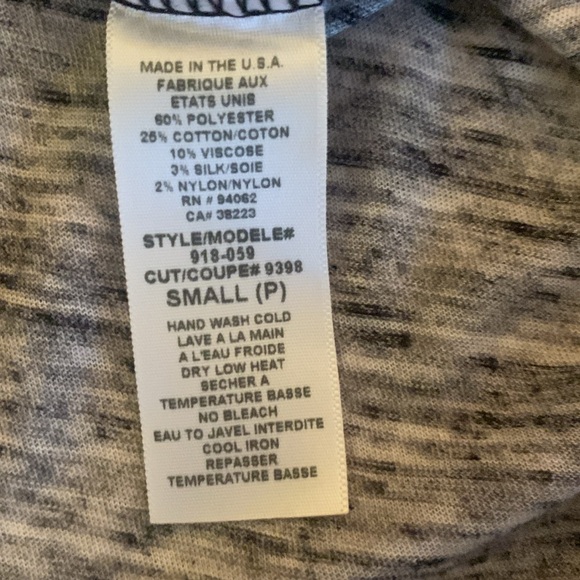 MADE IN THE U.S.A.
FABRIQUE AUX
ETATS UNIS
60% POLYESTER
25% COTTON/COTON
10% VISCOSE
3% SILK/SOIE
2% NYLON/NYLON
RN # 94062
CA# 38223
STYLE/MODELE#
918-059
CUT/COUPE# 9398
SMALL (P)
HAND WASH COLD
LAVE A LA MAIN
A L'EAU FROIDE
DRY LOW HEAT
SECHER A
TEMPERATURE BASSE
NO BLEACH
EAU TO JAVEL INTERDITE
COOL IRON
REPASSER
TEMPERATURE BASSE